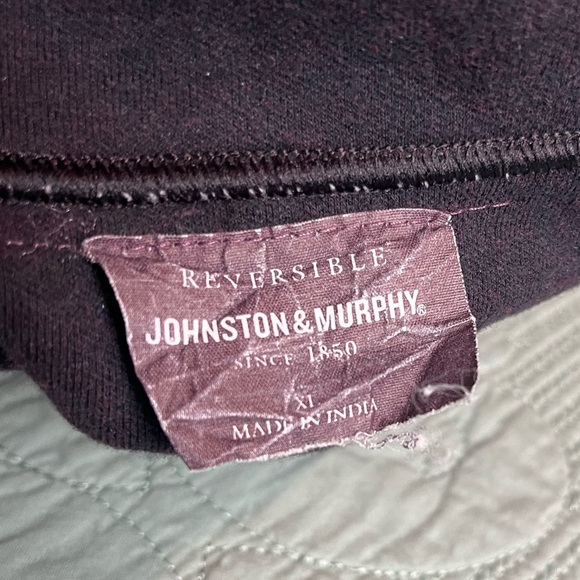 REVERSIBLE
JOHNSTON & MURPHY®
SINCE 1850
XL
MADE IN INDIA